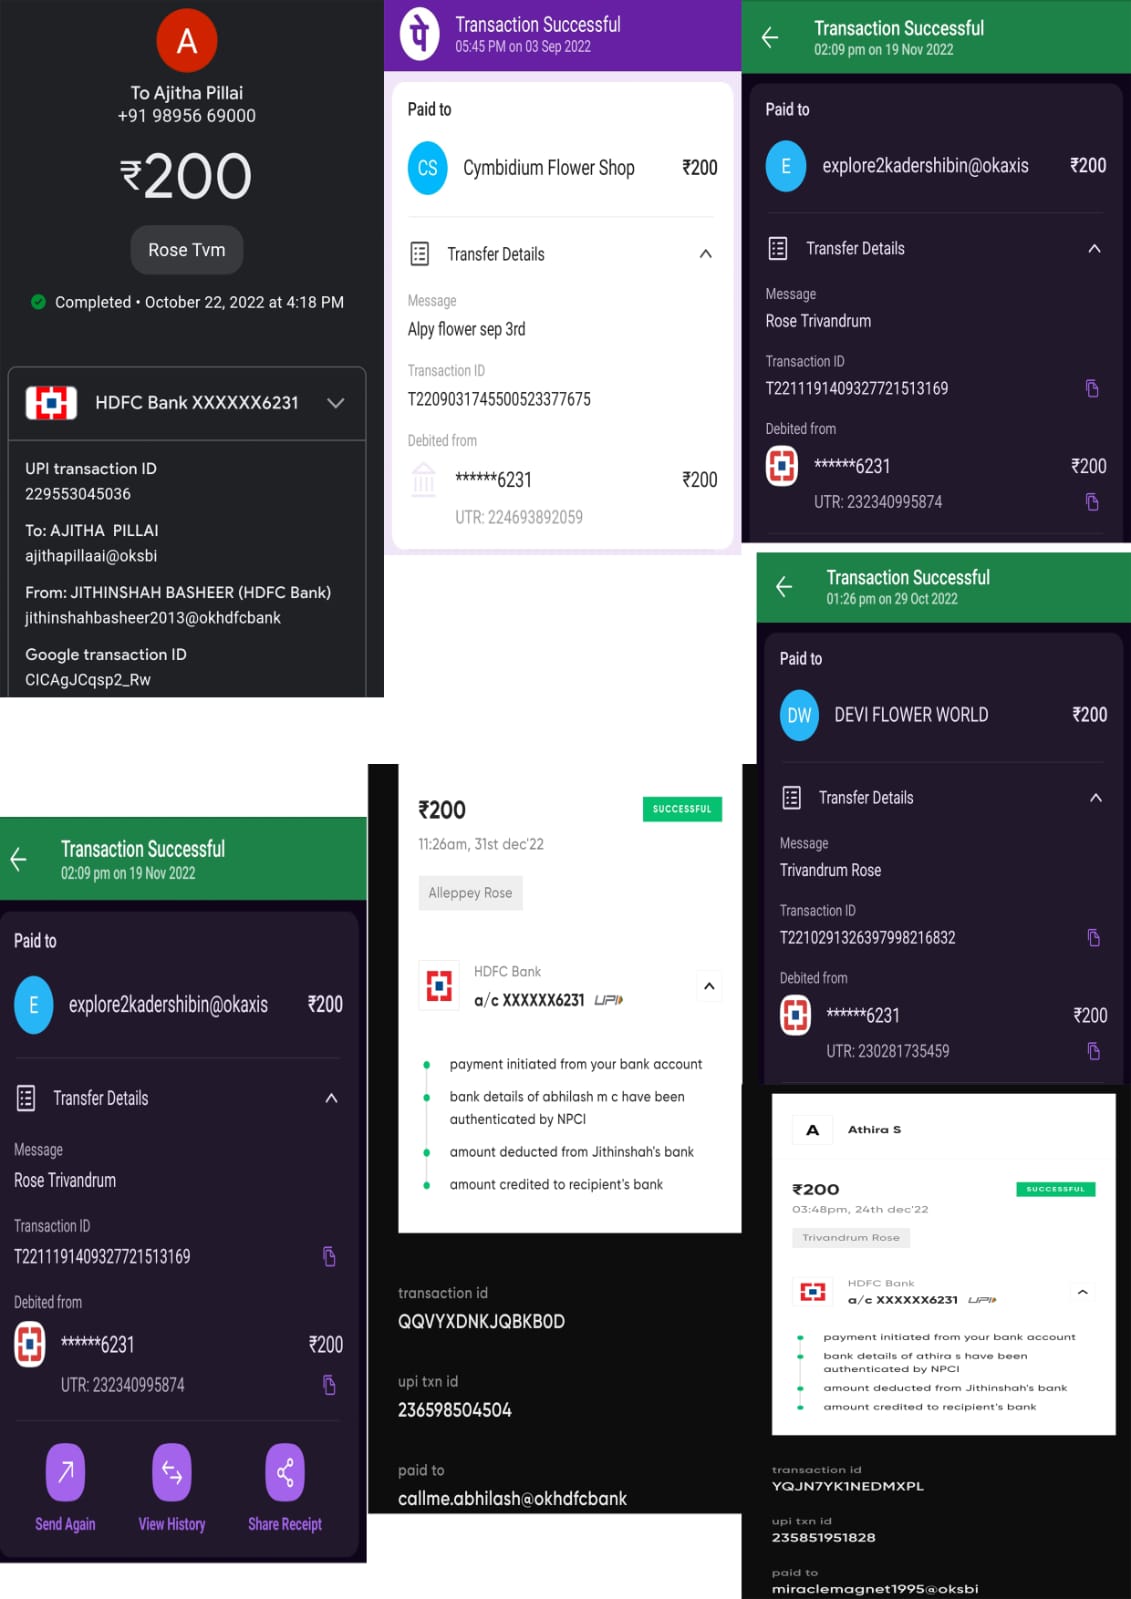 A
To Ajitha Pillai
+91 98956 69000
₹200
Rose Tvm
Completed • October 22, 2022 at 4:18 PM
HDFC Bank XXXXXX6231
UPI transaction ID
229553045036
To: AJITHA PILLAI
ajithapillaai@oksbi
From: JITHINSHAH BASHEER (HDFC Bank)
jithinshahbasheer2013@okhdfcbank
Google transaction ID
CICAgJCqsp2_Rw
पे
Transaction Successful
05:45 PM on 03 Sep 2022
Paid to
CS Cymbidium Flower Shop ₹200
Transfer Details
Message
Alpy flower sep 3rd
Transaction ID
T2209031745500523377675
Debited from
******6231 ₹200
UTR: 224693892059
Transaction Successful
02:09 pm on 19 Nov 2022
Paid to
E explore2kadershibin@okaxis ₹200
Transfer Details
Message
Rose Trivandrum
Transaction ID
T2211191409327721513169
Debited from
******6231 ₹200
UTR: 232340995874
Transaction Successful
01:26 pm on 29 Oct 2022
Paid to
DW DEVI FLOWER WORLD ₹200
Transfer Details
Message
Trivandrum Rose
Transaction ID
T2210291326397998216832
Debited from
******6231 ₹200
UTR: 230281735459
Transaction Successful
02:09 pm on 19 Nov 2022
Paid to
E explore2kadershibin@okaxis ₹200
Transfer Details
Message
Rose Trivandrum
Transaction ID
T2211191409327721513169
Debited from
******6231 ₹200
UTR: 232340995874
Send Again View History Share Receipt
₹200 SUCCESSFUL
11:26am, 31st dec'22
Alleppey Rose
HDFC Bank
a/c XXXXXX6231 UPI
payment initiated from your bank account
bank details of abhilash m c have been
authenticated by NPCI
amount deducted from Jithinshah's bank
amount credited to recipient's bank
transaction id
QQVYXDNKJQBKB0D
upi txn id
236598504504
paid to
callme.abhilash@okhdfcbank
A Athira S
₹200 SUCCESSFUL
03:48pm, 24th dec'22
Trivandrum Rose
HDFC Bank
a/c XXXXXX6231 UPI
payment initiated from your bank account
bank details of athira s have been
authenticated by NPCI
amount deducted from Jithinshah's bank
amount credited to recipient's bank
transaction id
YQJN7YK1NEDMXPL
upi txn id
235851951828
paid to
miraclemagnet1995@oksbi